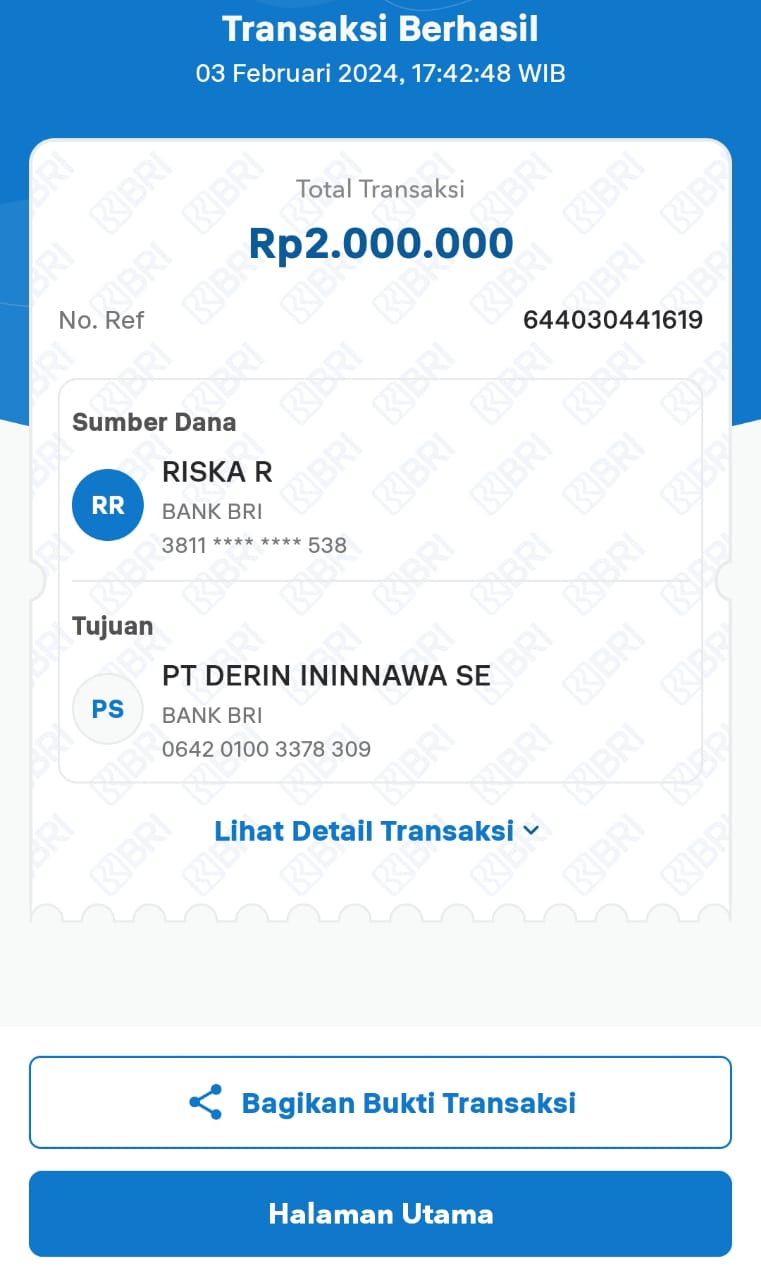 Transaksi Berhasil
03 Februari 2024, 17:42:48 WIB
Total Transaksi
Rp2.000.000
No. Ref 644030441619
Sumber Dana
RR
RISKA R
BANK BRI
3811 **** **** 538
Tujuan
PS
PT DERIN ININNAWA SE
BANK BRI
0642 0100 3378 309
Lihat Detail Transaksi
Bagikan Bukti Transaksi
Halaman Utama